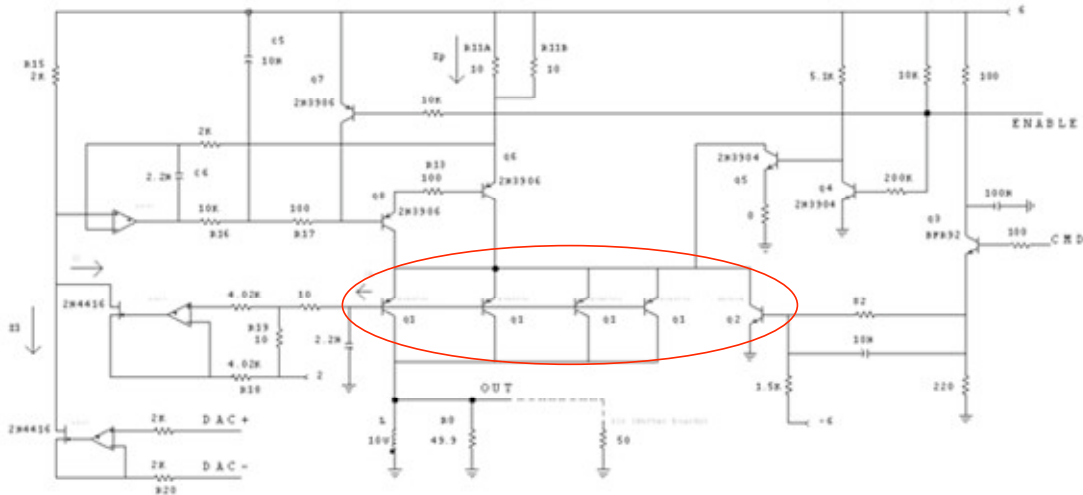 6
R15
2K
C5
10N
Ip
R11A
10
R11B
10
Q7
2N3906
10K
5.1K
10K
100
ENABLE
2K
2.2N
C6
R13
100
Q6
2N3906
Q8
2N3906
2N3904
Q5
0
Q4
2N3904
200K
100N
Q3
BFR92
100
CMD
10K
R16
100
R17
2N4416
4.02K
10
R19
10
2.2N
4.02K
R18
2
Q1
Q1
Q1
Q1
Q2
82
10N
1.5K
220
-6
OUT
L
10U
R0
49.9
50
2N4416
2K
DAC+
2K
DAC-
R20